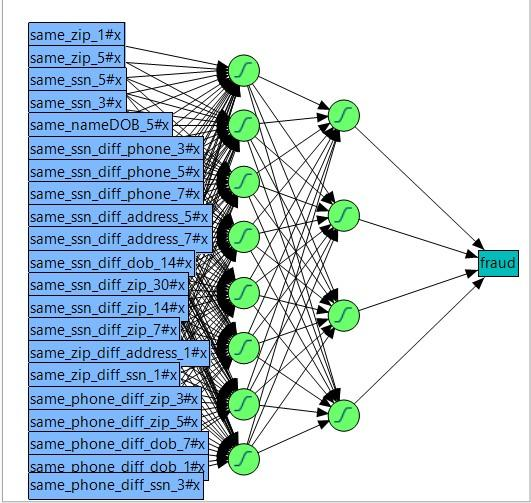 same_zip_1#x
same_zip_5#x
same_ssn_5#x
same_ssn_3#x
same_nameDOB_5#x
same_ssn_diff_phone_3#x
same_ssn_diff_phone_5#x
same_ssn_diff_phone_7#x
same_ssn_diff_address_5#x
same_ssn_diff_address_7#x
same_ssn_diff_dob_14#x
same_ssn_diff_zip_30#x
same_ssn_diff_zip_14#x
same_ssn_diff_zip_7#x
same_zip_diff_address_1#x
same_zip_diff_ssn_1#x
same_phone_diff_zip_3#x
same_phone_diff_zip_5#x
same_phone_diff_dob_7#x
same_phone_diff_dob_1#x
same_phone_diff_ssn_3#x
fraud